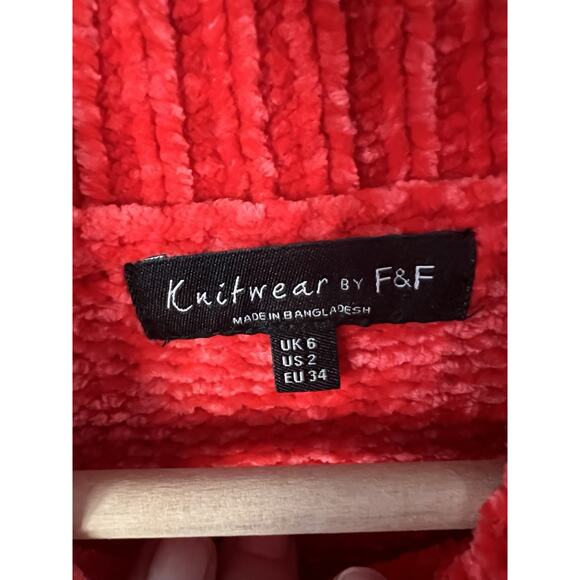 Knitwear BY F&F
MADE IN BANGLADESH
UK 6
US 2
EU 34